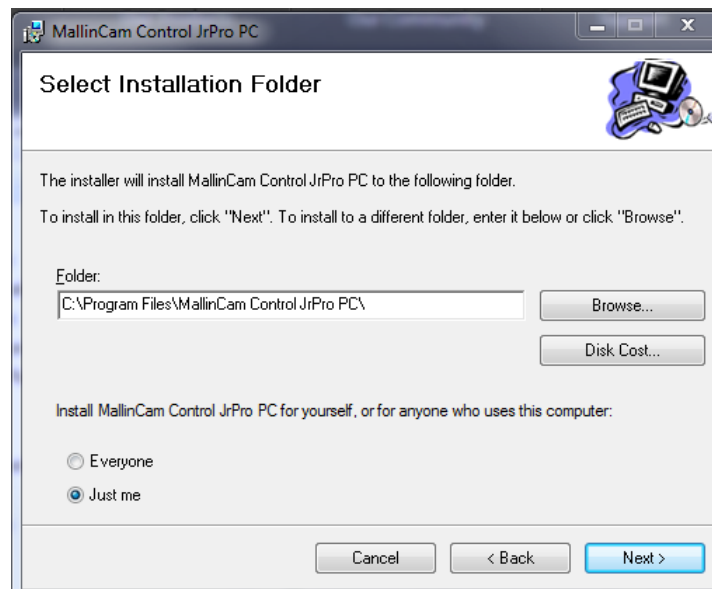 MallinCam Control JrPro PC
Select Installation Folder
The installer will install MallinCam Control JrPro PC to the following folder.
To install in this folder, click "Next". To install to a different folder, enter it below or click "Browse".
Folder:
C:\Program Files\MallinCam Control JrPro PC\
Browse...
Disk Cost...
Install MallinCam Control JrPro PC for yourself, or for anyone who uses this computer:
Everyone
Just me
Cancel
< Back
Next >